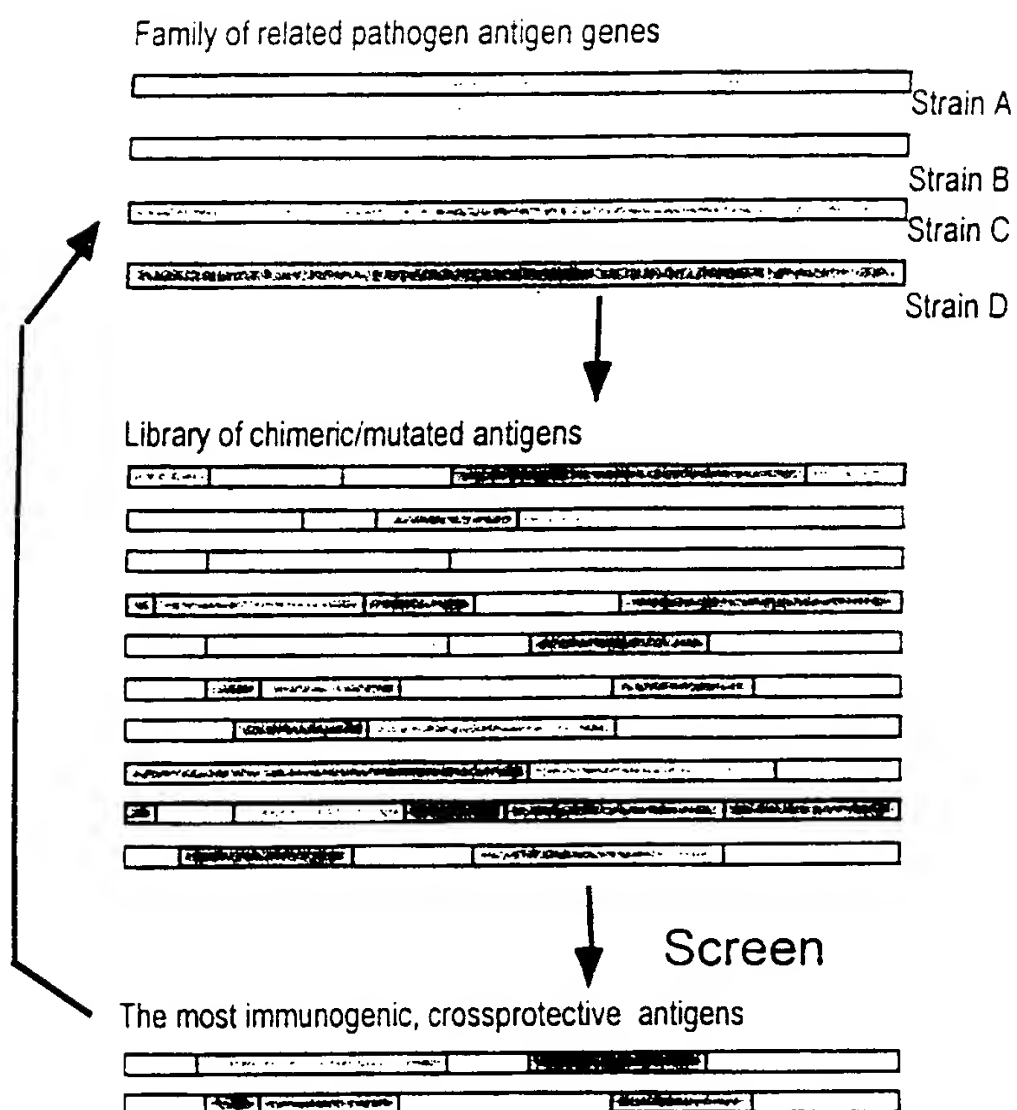 Family of related pathogen antigen genes
Strain A
Strain B
Strain C
Strain D
Library of chimeric/mutated antigens
Screen
The most immunogenic, crossprotective antigens